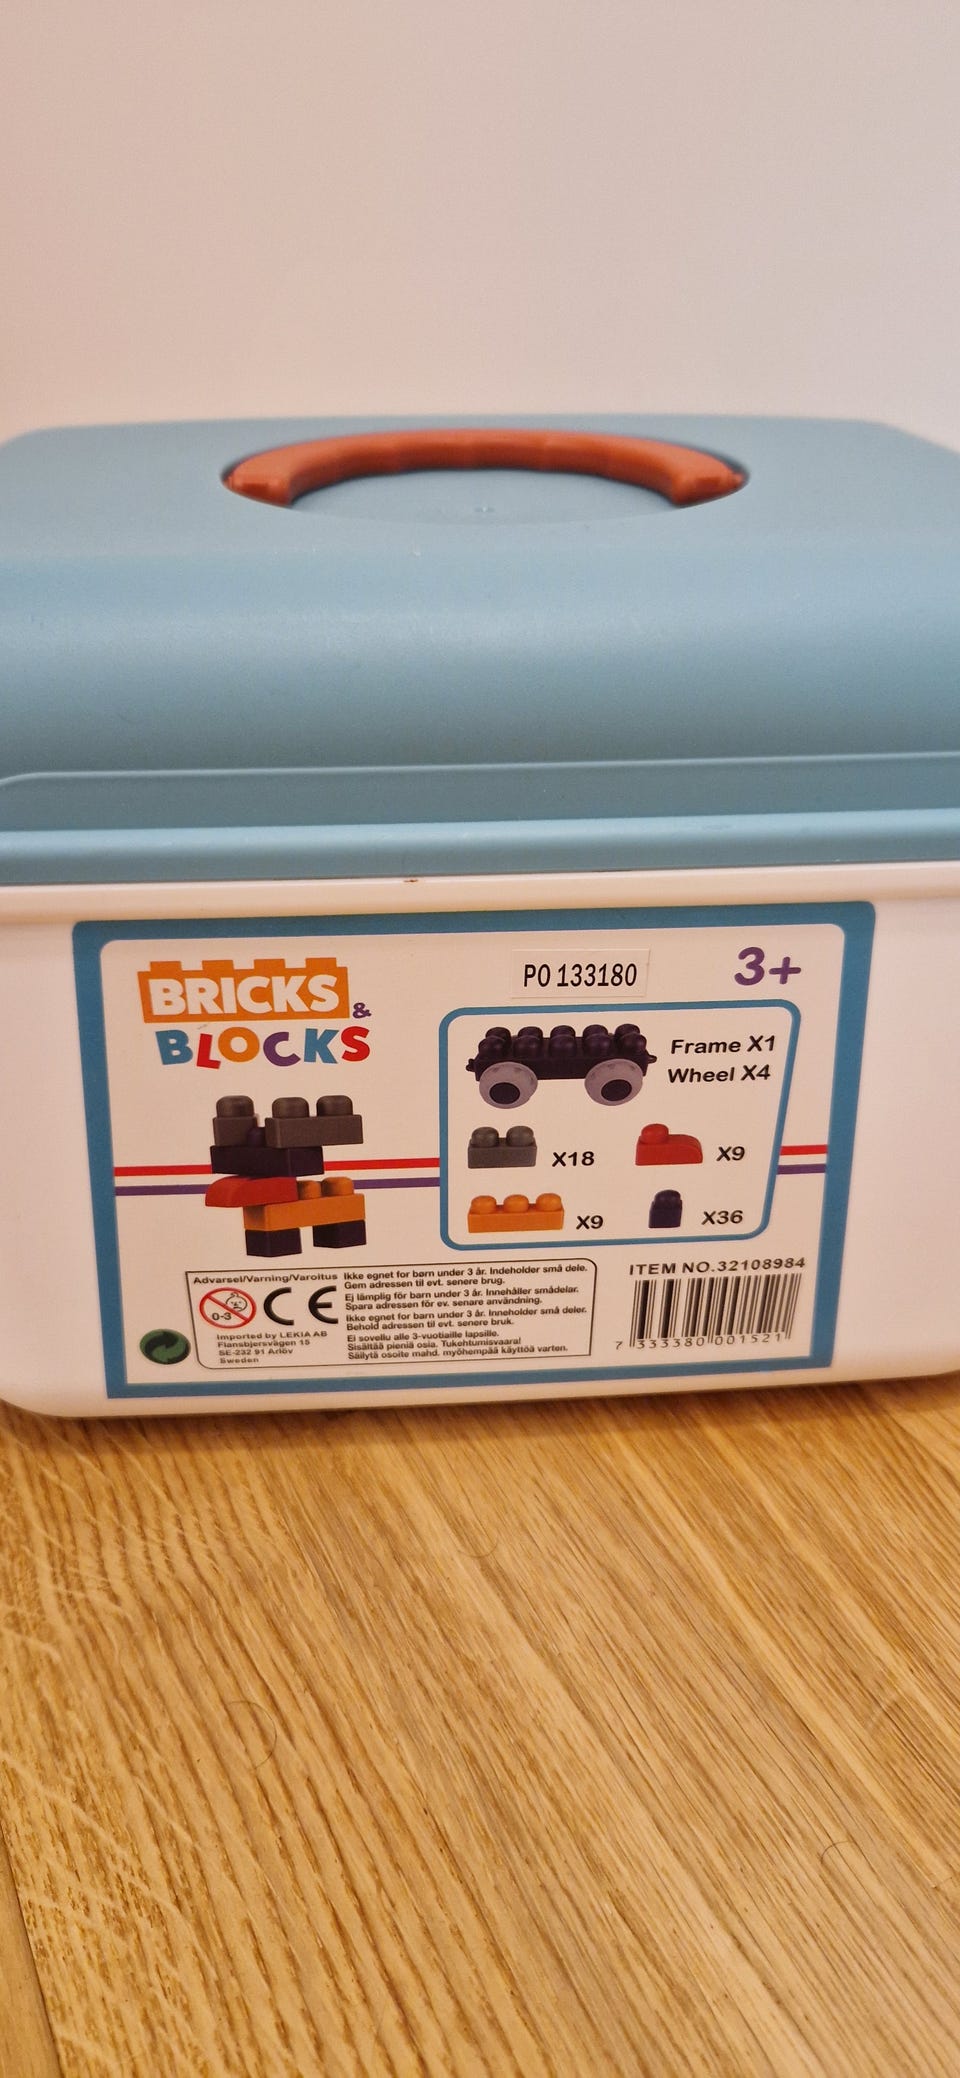 BRICKS &
BLOCKS
PO 133180
3+
Frame X1
Wheel X4
X18
X9
X9
X36
Advarsel/Varning/Varoitus
0-3
CE
Imported by LEKIA AB
Flansbjersvägen 15
SE-232 91 Arlöv
Sweden
Ikke egnet for børn under 3 år. Indeholder små dele.
Gem adressen til evt. senere brug.
Ej lämplig för barn under 3 år. Innehåller smådelar.
Spara adressen för ev. senare användning.
Ikke egnet for barn under 3 år. Inneholder små deler.
Behold adressen til evt. senere bruk.
Ei sovellu alle 3-vuotiaille lapsille.
Sisältää pieniä osia. Tukehtumisvaara!
Säilytä osoite mahd. myöhempää käyttöä varten.
ITEM NO.32108984
7 333380 001521